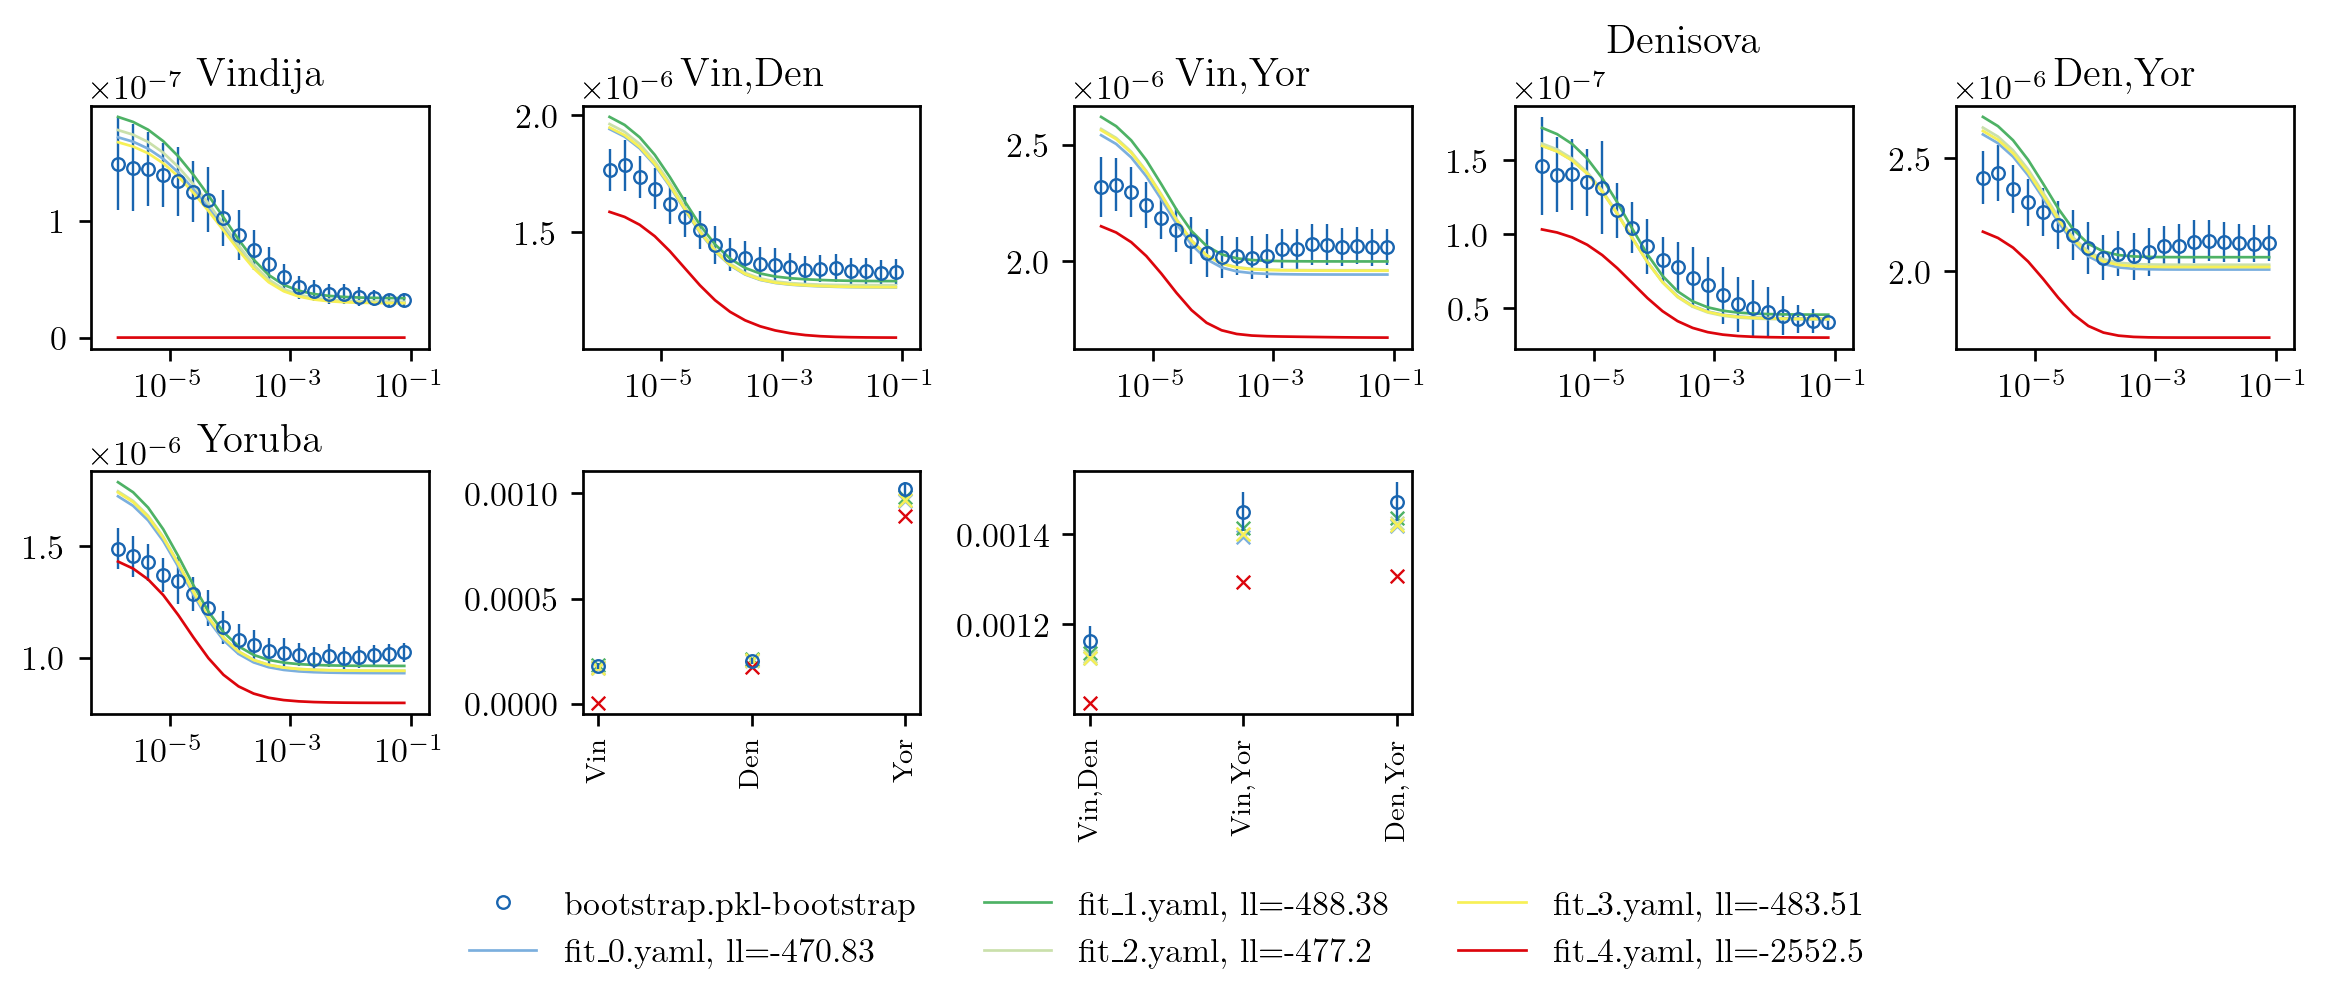 Denisova
×10⁻⁷ Vindija
×10⁻⁶ Vin,Den
×10⁻⁶ Vin,Yor
×10⁻⁷
×10⁻⁶ Den,Yor
1
0
10⁻⁵ 10⁻³ 10⁻¹
2.0
1.5
10⁻⁵ 10⁻³ 10⁻¹
2.5
2.0
10⁻⁵ 10⁻³ 10⁻¹
1.5
1.0
0.5
10⁻⁵ 10⁻³ 10⁻¹
2.5
2.0
10⁻⁵ 10⁻³ 10⁻¹
×10⁻⁶ Yoruba
1.5
1.0
10⁻⁵ 10⁻³ 10⁻¹
0.0010
0.0005
0.0000
Vin
Den
Yor
0.0014
0.0012
Vin,Den
Vin,Yor
Den,Yor
bootstrap.pkl-bootstrap
fit_0.yaml, ll=-470.83
fit_1.yaml, ll=-488.38
fit_2.yaml, ll=-477.2
fit_3.yaml, ll=-483.51
fit_4.yaml, ll=-2552.5